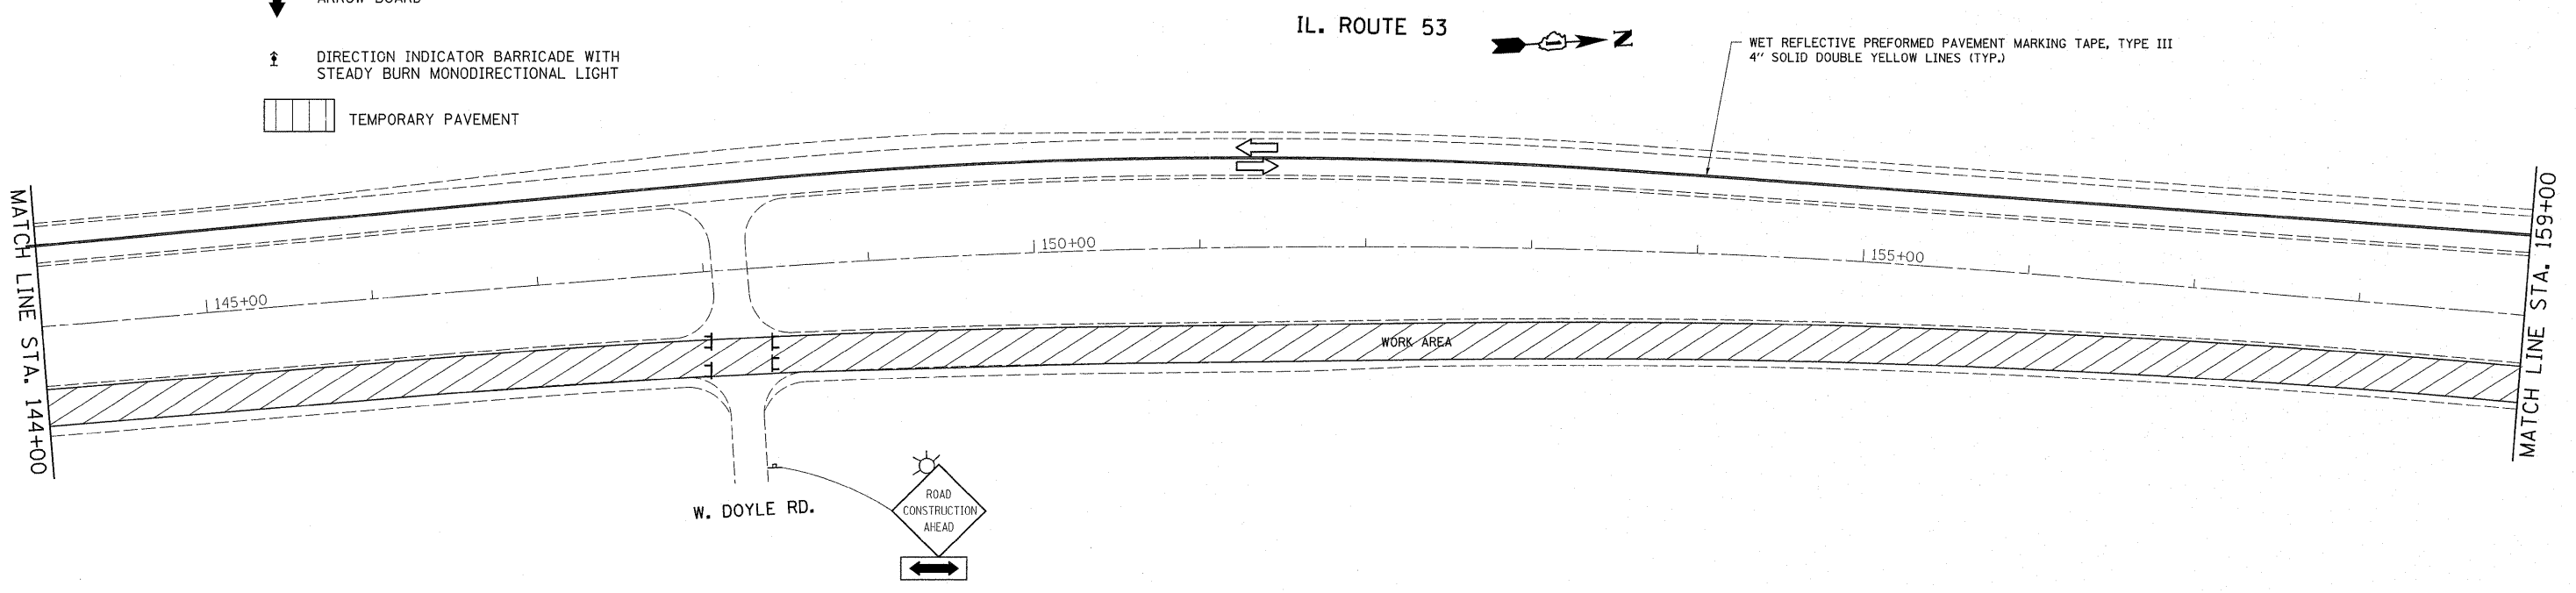 ARROW BOARD
IL. ROUTE 53
N
DIRECTION INDICATOR BARRICADE WITH
STEADY BURN MONODIRECTIONAL LIGHT
WET REFLECTIVE PREFORMED PAVEMENT MARKING TAPE, TYPE III
4" SOLID DOUBLE YELLOW LINES (TYP.)
TEMPORARY PAVEMENT
MATCH LINE STA. 144+00
145+00
150+00
155+00
MATCH LINE STA. 159+00
WORK AREA
W. DOYLE RD.
ROAD
CONSTRUCTION
AHEAD